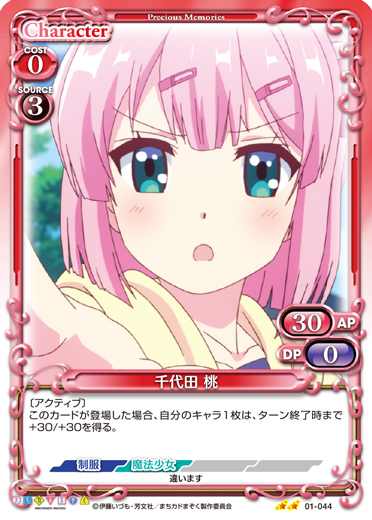 Precious Memories
Character
COST
0
SOURCE
3
30 AP
DP 0
千代田 桃
〔アクティブ〕
このカードが登場した場合、自分のキャラ1枚は、ターン終了時まで
+30/+30を得る。
制服 魔法少女
違います
©伊藤いづも・芳文社/まちカドまぞく製作委員会
★★ 01-044